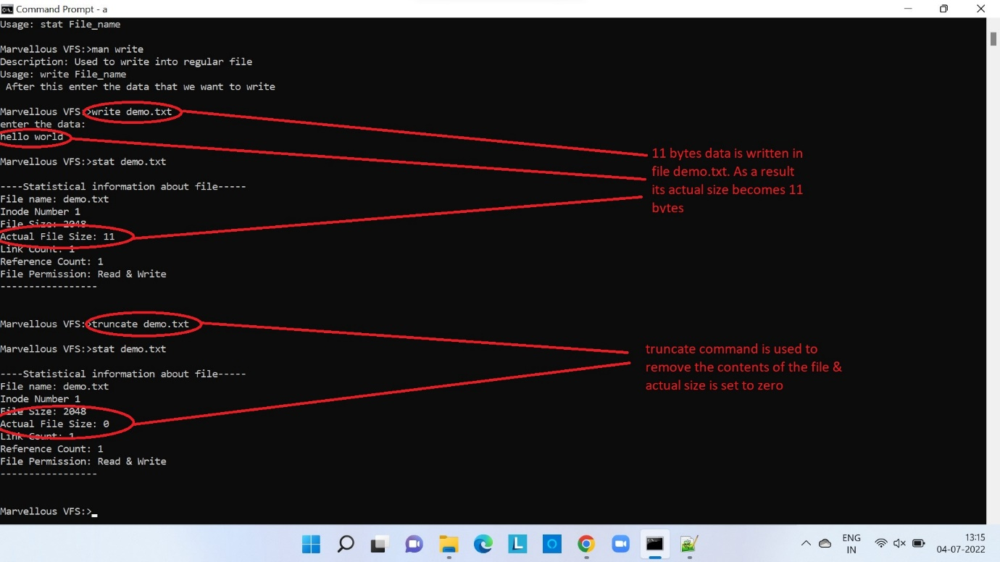 Command Prompt - a
Usage: stat File_name
Marvellous VFS:>man write
Description: Used to write into regular file
Usage: write File_name
After this enter the data that we want to write
Marvellous VFS:>write demo.txt
enter the data:
hello world
Marvellous VFS:>stat demo.txt
----Statistical information about file-----
File name: demo.txt
Inode Number 1
File Size: 2048
Actual File Size: 11
Link Count: 1
Reference Count: 1
File Permission: Read & Write
-----------------
11 bytes data is written in
file demo.txt. As a result
its actual size becomes 11
bytes
Marvellous VFS:>truncate demo.txt
Marvellous VFS:>stat demo.txt
----Statistical information about file-----
File name: demo.txt
Inode Number 1
File Size: 2048
Actual File Size: 0
Link Count: 1
Reference Count: 1
File Permission: Read & Write
-----------------
truncate command is used to
remove the contents of the file &
actual size is set to zero
Marvellous VFS:>
L
ENG
IN
13:15
04-07-2022